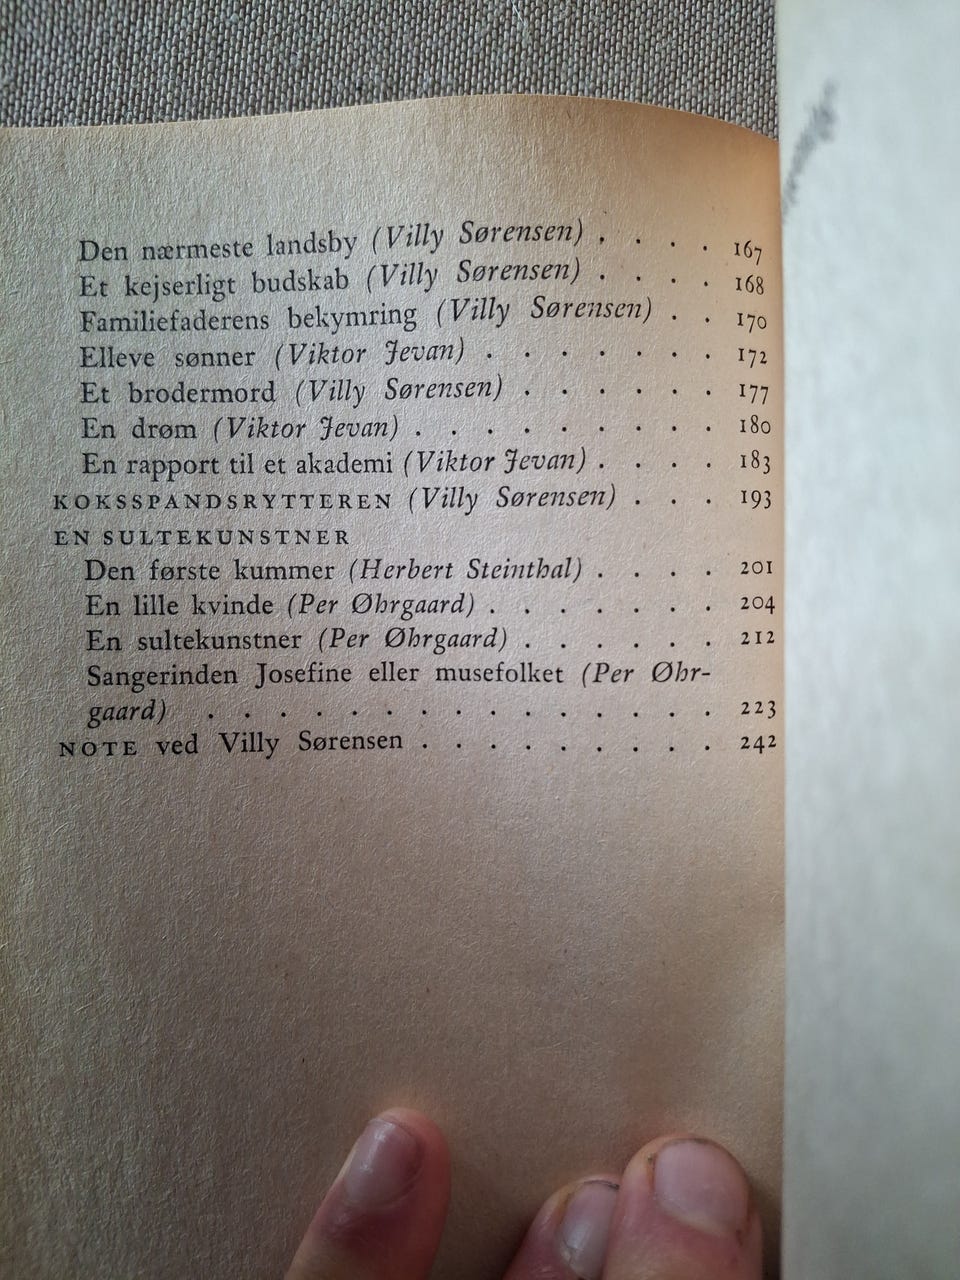 Den nærmeste landsby (Villy Sørensen) . . . . 167
Et kejserligt budskab (Villy Sørensen) . . . . 168
Familiefaderens bekymring (Villy Sørensen) . . 170
Elleve sønner (Viktor Jevan) . . . . . . . 172
Et brodermord (Villy Sørensen) . . . . . . 177
En drøm (Viktor Jevan) . . . . . . . . . 180
En rapport til et akademi (Viktor Jevan) . . . . 183
KOKSSPANDSRYTTEREN (Villy Sørensen) . . . 193
EN SULTEKUNSTNER
Den første kummer (Herbert Steinthal) . . . . 201
En lille kvinde (Per Øhrgaard) . . . . . . . 204
En sultekunstner (Per Øhrgaard) . . . . . . 212
Sangerinden Josefine eller musefolket (Per Øhr-
gaard) . . . . . . . . . . . . . . . 223
NOTE ved Villy Sørensen . . . . . . . . . 242